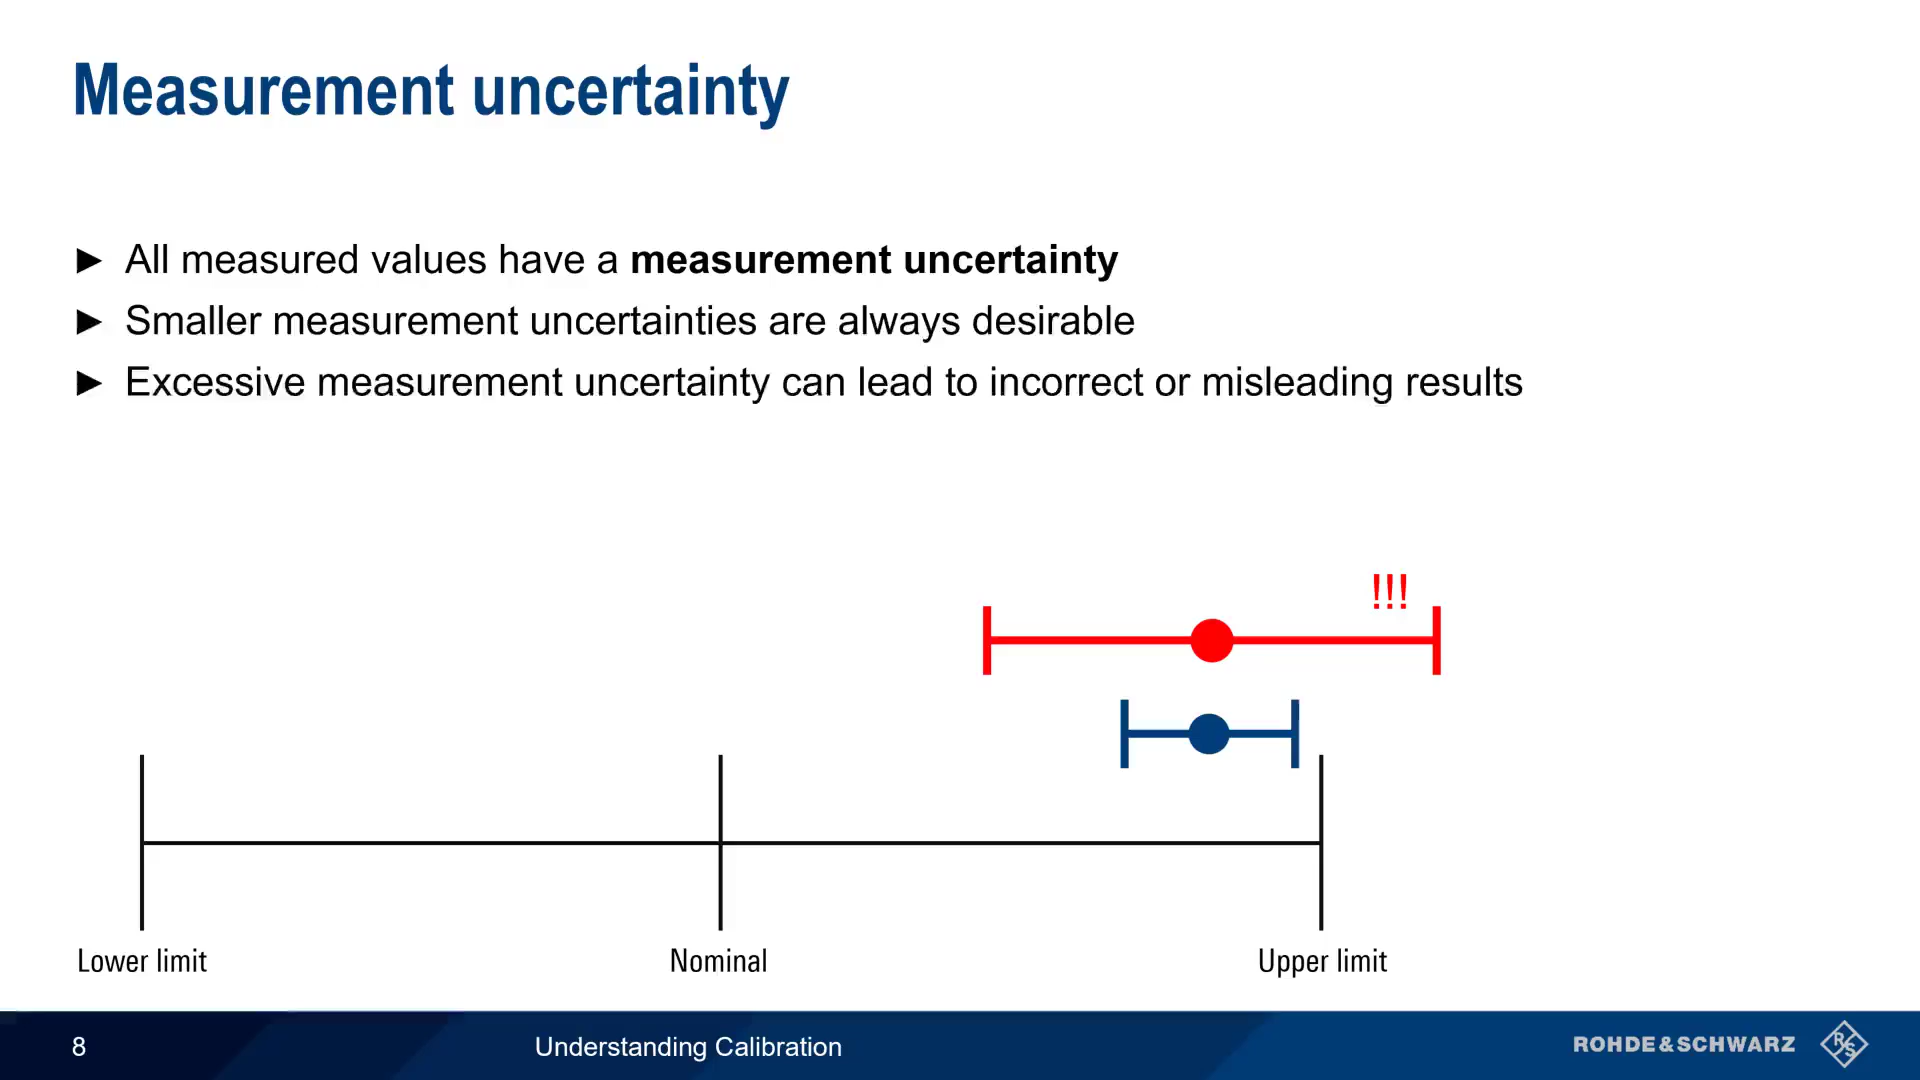 Measurement uncertainty
► All measured values have a measurement uncertainty
► Smaller measurement uncertainties are always desirable
► Excessive measurement uncertainty can lead to incorrect or misleading results
!!!
Lower limit
Nominal
Upper limit
8
Understanding Calibration
ROHDE&SCHWARZ
RS